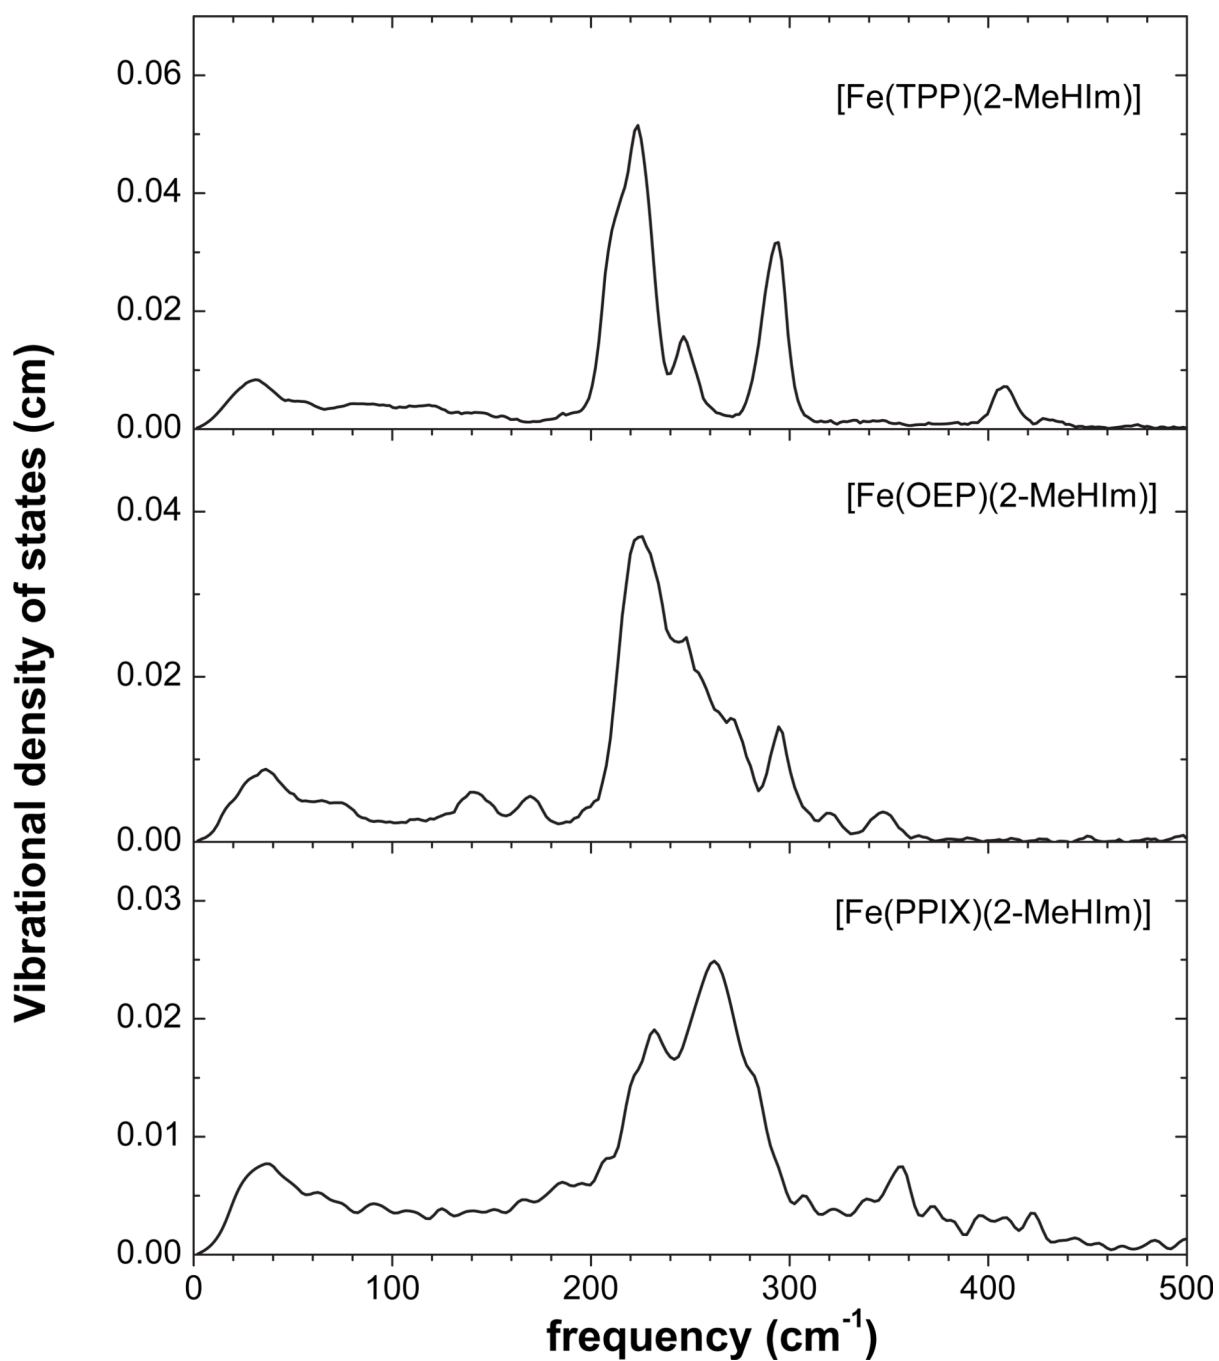 Vibrational density of states (cm)
[Fe(TPP)(2-MeHIm)]
0.06
0.04
0.02
0.00
[Fe(OEP)(2-MeHIm)]
0.04
0.02
0.00
[Fe(PPIX)(2-MeHIm)]
0.03
0.02
0.01
0.00
0 100 200 300 400 500
frequency (cm⁻¹)